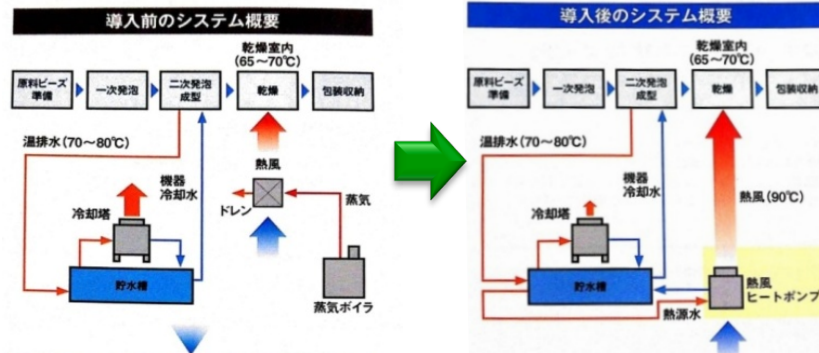 導入前のシステム概要
乾燥室内
(65～70℃)
原料ビーズ
準備
一次発泡
二次発泡
成型
乾燥
包装収納
温排水(70～80℃)
熱風
機器
冷却水
冷却塔
ドレン
蒸気
貯水槽
蒸気ボイラ
導入後のシステム概要
乾燥室内
(65～70℃)
原料ビーズ
準備
一次発泡
二次発泡
成型
乾燥
包装収納
温排水(70～80℃)
機器
冷却水
熱風(90℃)
冷却塔
貯水槽
熱風
ヒートポンプ
熱源水